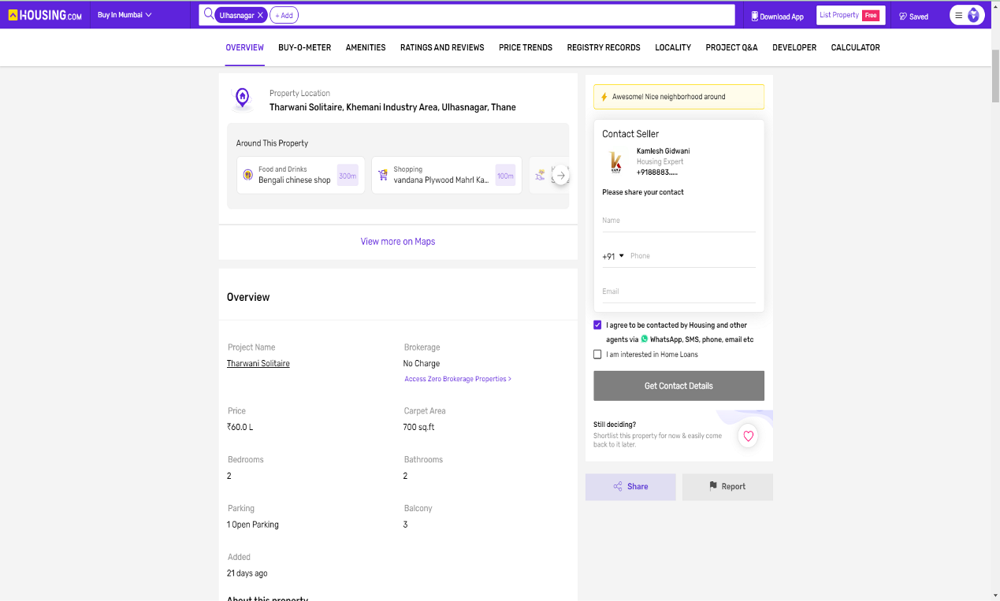 HOUSING.COM
Buy In Mumbai
Ulhasnagar X
+ Add
Download App
List Property Free
Saved
OVERVIEW BUY-O-METER AMENITIES RATINGS AND REVIEWS PRICE TRENDS REGISTRY RECORDS LOCALITY PROJECT Q&A DEVELOPER CALCULATOR
Property Location
Tharwani Solitaire, Khemani Industry Area, Ulhasnagar, Thane
Around This Property
Food and Drinks
Bengali chinese shop
300m
Shopping
vandana Plywood Mahrl Ka...
100m
View more on Maps
Overview
Project Name
Tharwani Solitaire
Brokerage
No Charge
Access Zero Brokerage Properties >
Price
₹60.0 L
Carpet Area
700 sq.ft
Bedrooms
2
Bathrooms
2
Parking
1 Open Parking
Balcony
3
Added
21 days ago
About this property
Awesome! Nice neighborhood around
Contact Seller
Kamlesh Gidwani
Housing Expert
+9188883.....
Please share your contact
Name
+91 Phone
Email
I agree to be contacted by Housing and other
agents via WhatsApp, SMS, phone, email etc
I am interested in Home Loans
Get Contact Details
Still deciding?
Shortlist this property for now & easily come
back to it later.
Share
Report